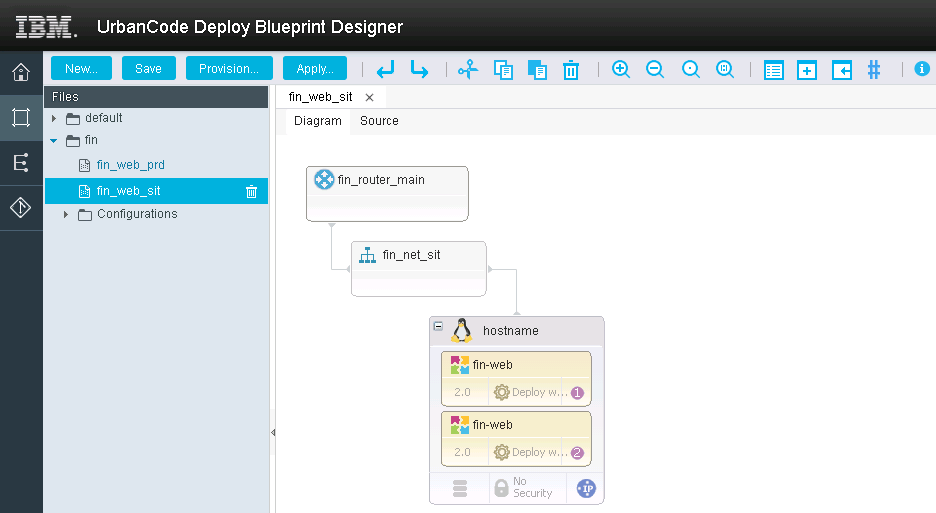 IBM. UrbanCode Deploy Blueprint Designer
New... Save Provision... Apply...
Files
default
fin
fin_web_prd
fin_web_sit
Configurations
fin_web_sit
Diagram Source
fin_router_main
fin_net_sit
hostname
fin-web
2.0 Deploy w... 1
fin-web
2.0 Deploy w... 2
No
Security
IP